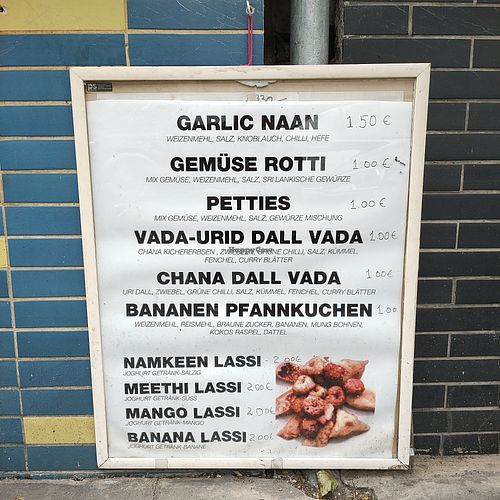 GARLIC NAAN 1.50 €
WEIZENMEHL, SALZ, KNOBLAUCH, CHILLI, HEFE
GEMÜSE ROTTI 1.00 €
MIX GEMÜSE, WEIZENMEHL, SALZ, SRI LANKISCHE GEWÜRZE
PETTIES 1.00 €
MIX GEMÜSE, WEIZENMEHL, SALZ, GEWÜRZE MISCHUNG
VADA-URID DALL VADA 1.00 €
CHANA KICHERERBSEN, ZWIEBELN, GRÜNE CHILLI, SALZ, KÜMMEL,
HappyCow
FENCHEL, CURRY BLÄTTER
CHANA DALL VADA 1.00 €
URI DALL, ZWIEBEL, GRÜNE CHILLI, SALZ, KÜMMEL, FENCHEL, CURRY BLÄTTER
BANANEN PFANNKUCHEN 1.00
WEIZENMEHL, REISMEHL, BRAUNE ZUCKER, BANANEN, MUNG BOHNEN,
KOKOS RASPEL, DATTEL
NAMKEEN LASSI - 2.00€
JOGHURT GETRÄNK-SALZIG
MEETHI LASSI 2.00€
JOGHURT GETRÄNK-SÜSS
MANGO LASSI 2.00€
JOGHURT GETRÄNK-MANGO
BANANA LASSI 2.00€
JOGHURT GETRÄNK BANANE